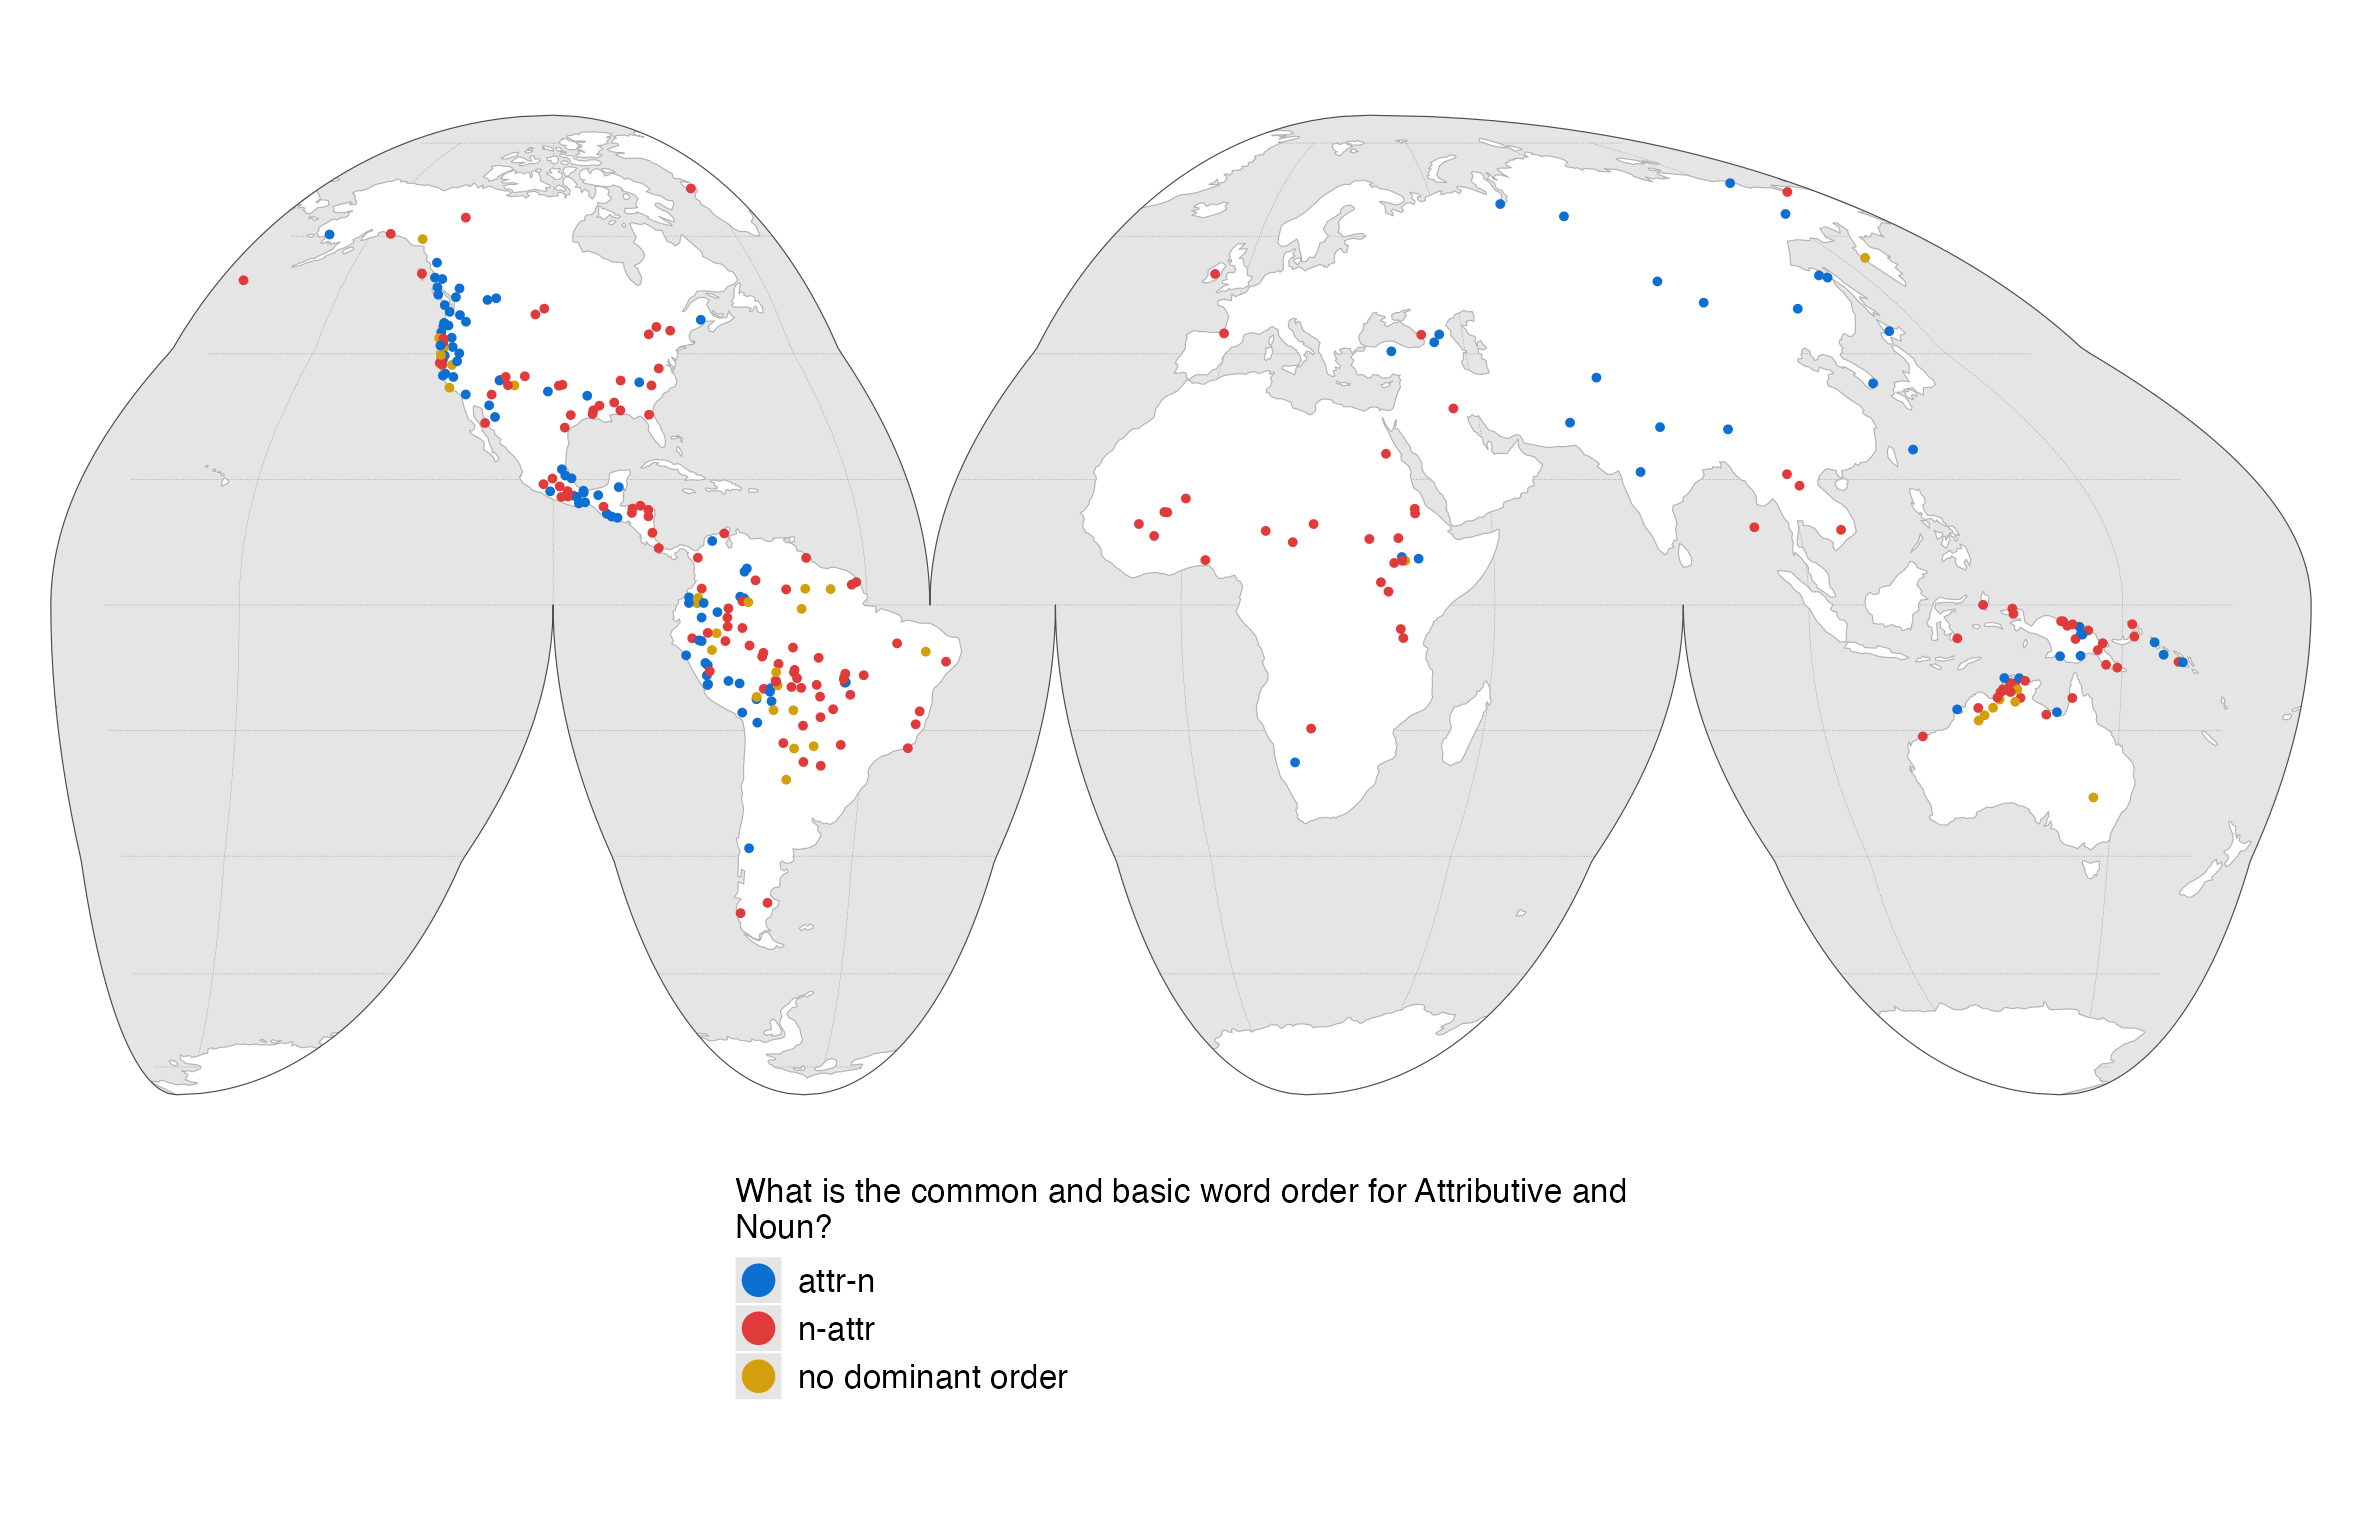 What is the common and basic word order for Attributive and
Noun?
attr-n
n-attr
no dominant order